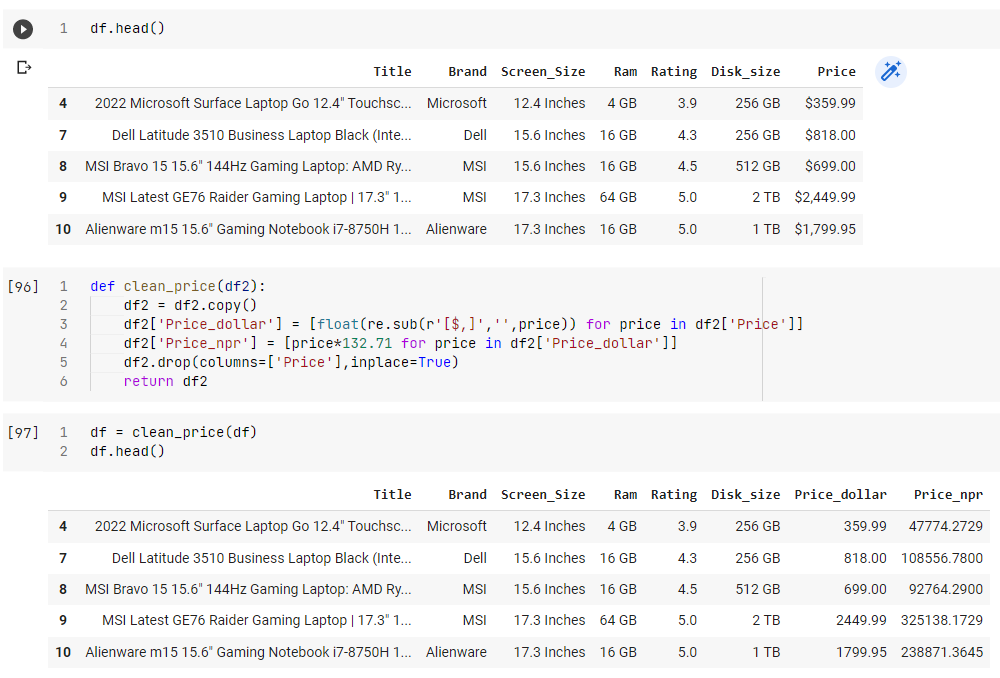 1 df.head()
Title Brand Screen_Size Ram Rating Disk_size Price
4 2022 Microsoft Surface Laptop Go 12.4" Touchsc... Microsoft 12.4 Inches 4 GB 3.9 256 GB $359.99
7 Dell Latitude 3510 Business Laptop Black (Inte... Dell 15.6 Inches 16 GB 4.3 256 GB $818.00
8 MSI Bravo 15 15.6" 144Hz Gaming Laptop: AMD Ry... MSI 15.6 Inches 16 GB 4.5 512 GB $699.00
9 MSI Latest GE76 Raider Gaming Laptop | 17.3" 1... MSI 17.3 Inches 64 GB 5.0 2 TB $2,449.99
10 Alienware m15 15.6" Gaming Notebook i7-8750H 1... Alienware 17.3 Inches 16 GB 5.0 1 TB $1,799.95
[96] 1 def clean_price(df2):
2 df2 = df2.copy()
3 df2['Price_dollar'] = [float(re.sub(r'[$,]','',price)) for price in df2['Price']]
4 df2['Price_npr'] = [price*132.71 for price in df2['Price_dollar']]
5 df2.drop(columns=['Price'],inplace=True)
6 return df2
[97] 1 df = clean_price(df)
2 df.head()
Title Brand Screen_Size Ram Rating Disk_size Price_dollar Price_npr
4 2022 Microsoft Surface Laptop Go 12.4" Touchsc... Microsoft 12.4 Inches 4 GB 3.9 256 GB 359.99 47774.2729
7 Dell Latitude 3510 Business Laptop Black (Inte... Dell 15.6 Inches 16 GB 4.3 256 GB 818.00 108556.7800
8 MSI Bravo 15 15.6" 144Hz Gaming Laptop: AMD Ry... MSI 15.6 Inches 16 GB 4.5 512 GB 699.00 92764.2900
9 MSI Latest GE76 Raider Gaming Laptop | 17.3" 1... MSI 17.3 Inches 64 GB 5.0 2 TB 2449.99 325138.1729
10 Alienware m15 15.6" Gaming Notebook i7-8750H 1... Alienware 17.3 Inches 16 GB 5.0 1 TB 1799.95 238871.3645